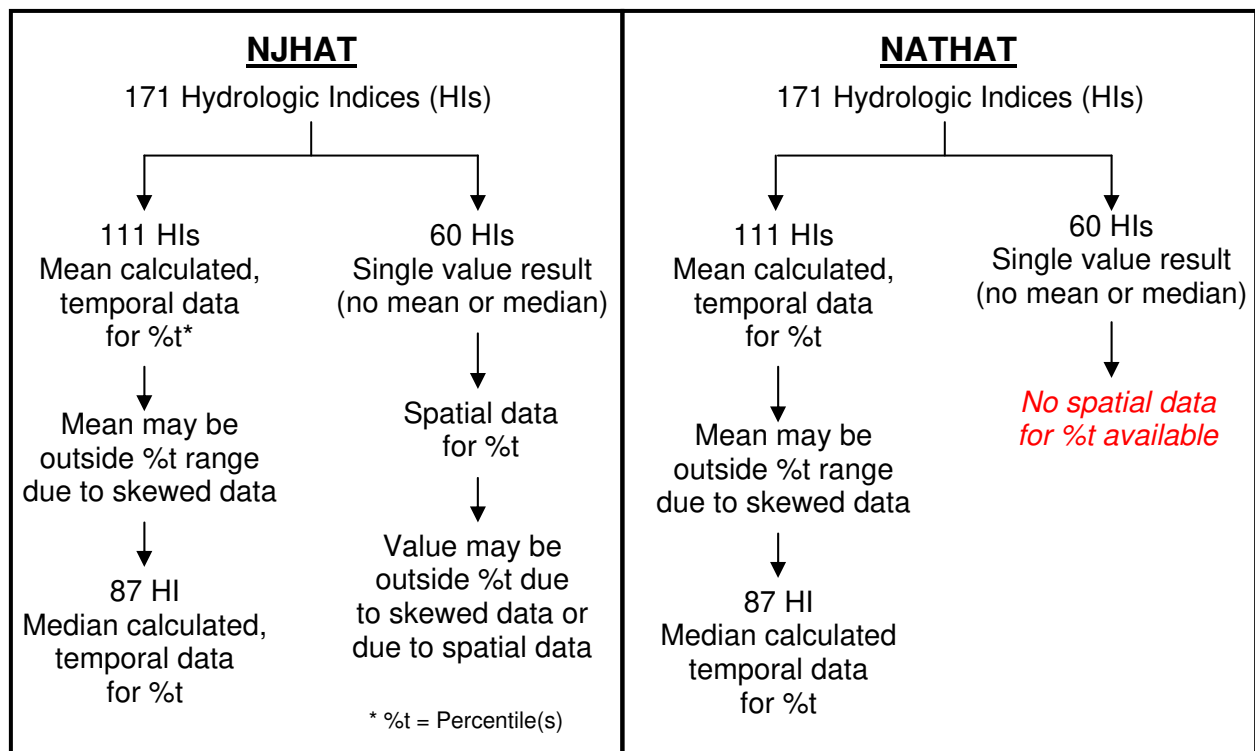 NJHAT
171 Hydrologic Indices (HIs)
111 HIs
Mean calculated,
temporal data
for %t*
Mean may be
outside %t range
due to skewed data
87 HI
Median calculated,
temporal data
for %t
60 HIs
Single value result
(no mean or median)
Spatial data
for %t
Value may be
outside %t due
to skewed data or
due to spatial data
* %t = Percentile(s)
NATHAT
171 Hydrologic Indices (HIs)
111 HIs
Mean calculated,
temporal data
for %t
Mean may be
outside %t range
due to skewed data
87 HI
Median calculated
temporal data
for %t
60 HIs
Single value result
(no mean or median)
No spatial data
for %t available